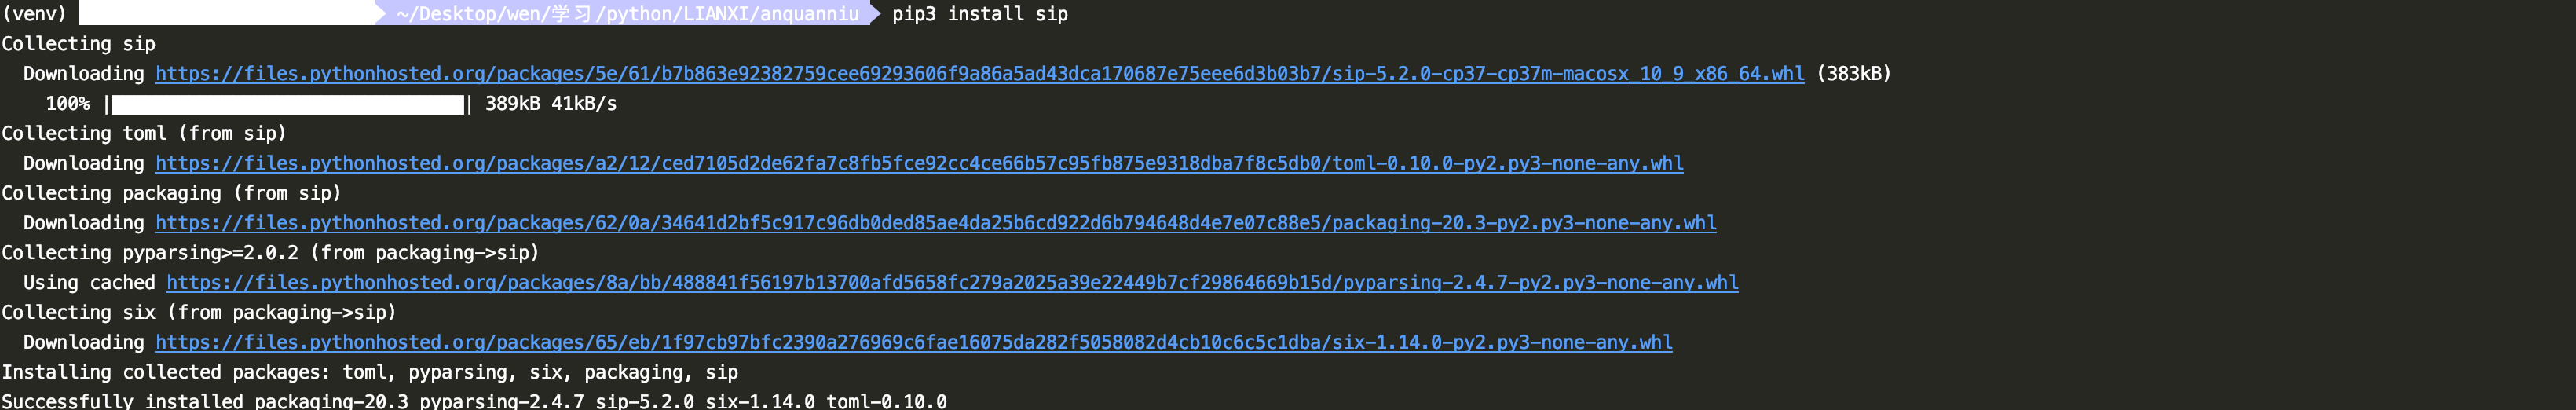 (venv) ~/Desktop/wen/学习/python/LIANXI/anquanniu pip3 install sip
Collecting sip
Downloading https://files.pythonhosted.org/packages/5e/61/b7b863e92382759cee69293606f9a86a5ad43dca170687e75eee6d3b03b7/sip-5.2.0-cp37-cp37m-macosx_10_9_x86_64.whl (383kB)
100% |████████████████████████████████| 389kB 41kB/s
Collecting toml (from sip)
Downloading https://files.pythonhosted.org/packages/a2/12/ced7105d2de62fa7c8fb5fce92cc4ce66b57c95fb875e9318dba7f8c5db0/toml-0.10.0-py2.py3-none-any.whl
Collecting packaging (from sip)
Downloading https://files.pythonhosted.org/packages/62/0a/34641d2bf5c917c96db0ded85ae4da25b6cd922d6b794648d4e7e07c88e5/packaging-20.3-py2.py3-none-any.whl
Collecting pyparsing>=2.0.2 (from packaging->sip)
Using cached https://files.pythonhosted.org/packages/8a/bb/488841f56197b13700afd5658fc279a2025a39e22449b7cf29864669b15d/pyparsing-2.4.7-py2.py3-none-any.whl
Collecting six (from packaging->sip)
Downloading https://files.pythonhosted.org/packages/65/eb/1f97cb97bfc2390a276969c6fae16075da282f5058082d4cb10c6c5c1dba/six-1.14.0-py2.py3-none-any.whl
Installing collected packages: toml, pyparsing, six, packaging, sip
Successfully installed packaging-20.3 pyparsing-2.4.7 sip-5.2.0 six-1.14.0 toml-0.10.0